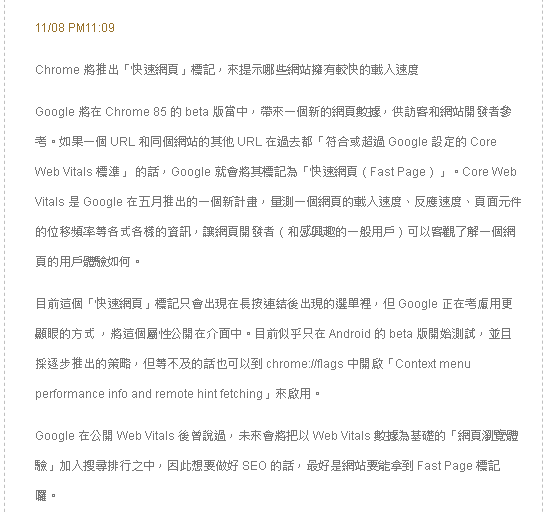 11/08 PM11:09
Chrome 將推出「快速網頁」標記，來提示哪些網站擁有較快的載入速度
Google 將在 Chrome 85 的 beta 版當中，帶來一個新的網頁數據，供訪客和網站開發者參
考。如果一個 URL 和同個網站的其他 URL 在過去都「符合或超過 Google 設定的 Core
Web Vitals 標準」 的話，Google 就會將其標記為「快速網頁（Fast Page）」。Core Web
Vitals 是 Google 在五月推出的一個新計畫，量測一個網頁的載入速度、反應速度、頁面元件
的位移頻率等各式各樣的資訊，讓網頁開發者（和感興趣的一般用戶）可以客觀了解一個網
頁的用戶體驗如何。
目前這個「快速網頁」標記只會出現在長按連結後出現的選單裡，但 Google 正在考慮用更
顯眼的方式 ，將這個屬性公開在介面中。目前似乎只在 Android 的 beta 版開始測試，並且
採逐步推出的策略，但等不及的話也可以到 chrome://flags 中開啟「Context menu
performance info and remote hint fetching」來啟用。
Google 在公開 Web Vitals 後曾說過，未來會將把以 Web Vitals 數據為基礎的「網頁瀏覽體
驗」加入搜尋排行之中，因此想要做好 SEO 的話，最好是網站要能拿到 Fast Page 標記
囉。